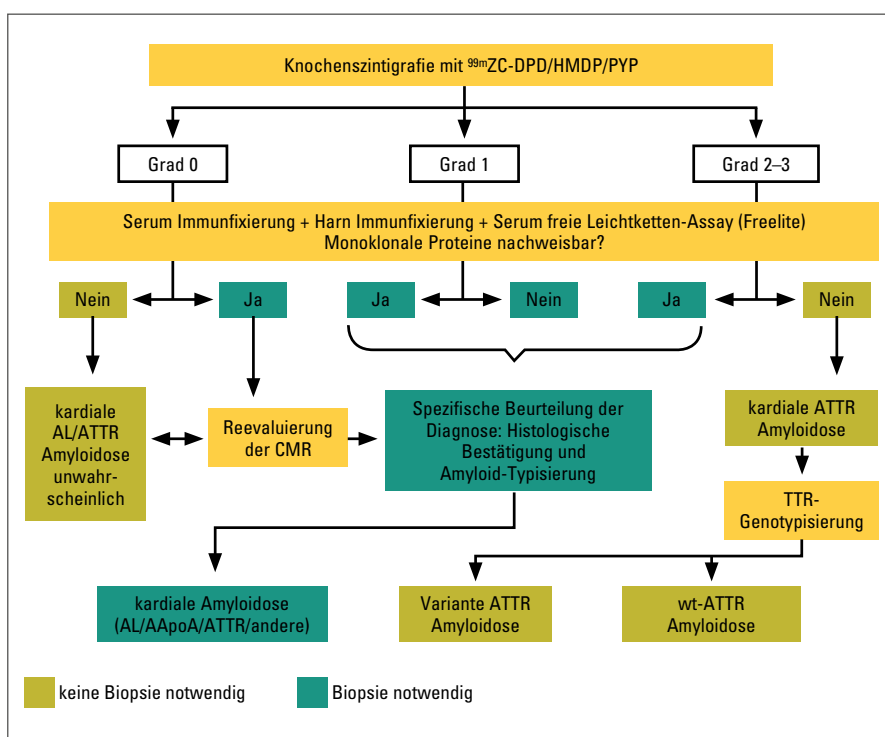 Knochenszintigrafie mit 99mZC-DPD/HMDP/PYP
Grad 0
Grad 1
Grad 2–3
Serum Immunfixierung + Harn Immunfixierung + Serum freie Leichtketten-Assay (Freelite)
Monoklonale Proteine nachweisbar?
Nein
Ja
Ja
Nein
Ja
Nein
kardiale
AL/ATTR
Amyloidose
unwahr-
scheinlich
Reevaluierung
der CMR
Spezifische Beurteilung der
Diagnose: Histologische
Bestätigung und
Amyloid-Typisierung
kardiale ATTR
Amyloidose
TTR-
Genotypisierung
kardiale Amyloidose
(AL/AApoA/ATTR/andere)
Variante ATTR
Amyloidose
wt-ATTR
Amyloidose
keine Biopsie notwendig
Biopsie notwendig